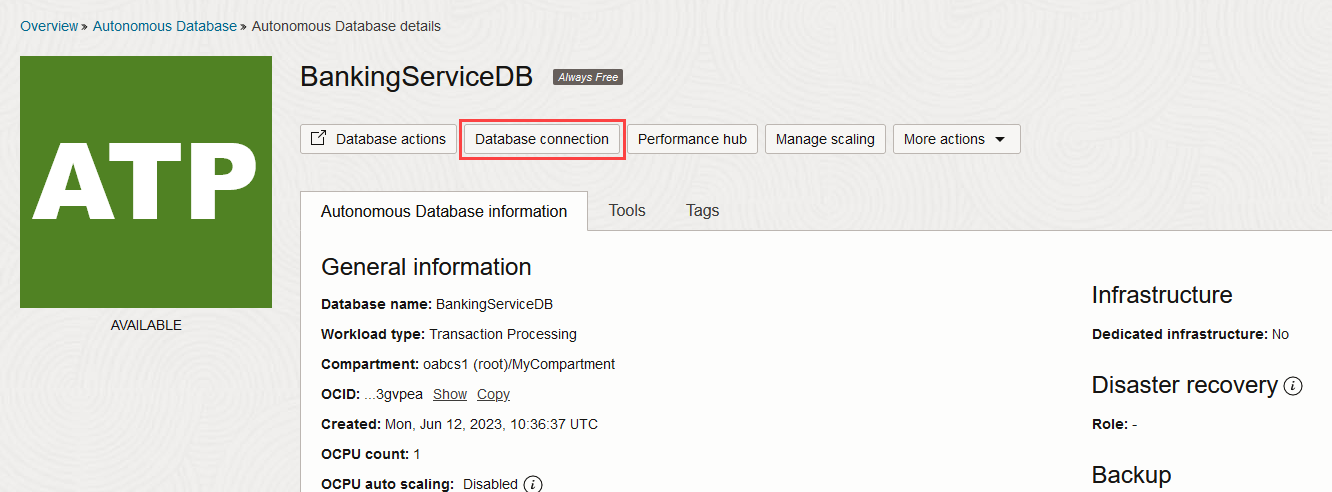 Overview » Autonomous Database » Autonomous Database details
ATP
AVAILABLE
BankingServiceDB Always Free
Database actions Database connection Performance hub Manage scaling More actions
Autonomous Database information Tools Tags
General information
Database name: BankingServiceDB
Workload type: Transaction Processing
Compartment: oabcs1 (root)/MyCompartment
OCID: ...3gvpea Show Copy
Created: Mon, Jun 12, 2023, 10:36:37 UTC
OCPU count: 1
OCPU auto scaling: Disabled i
Infrastructure
Dedicated infrastructure: No
Disaster recovery i
Role: -
Backup